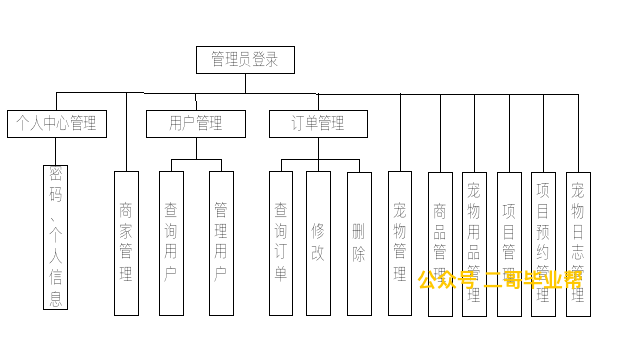 管理员登录
个人中心管理
用户管理
订单管理
密码、个人信息
商家管理
查询用户
管理用户
查询订单
修改
删除
宠物管理
商品管理
宠物用品管理
项目管理
项目预约管理
宠物日志管理
公众号 二哥毕业帮